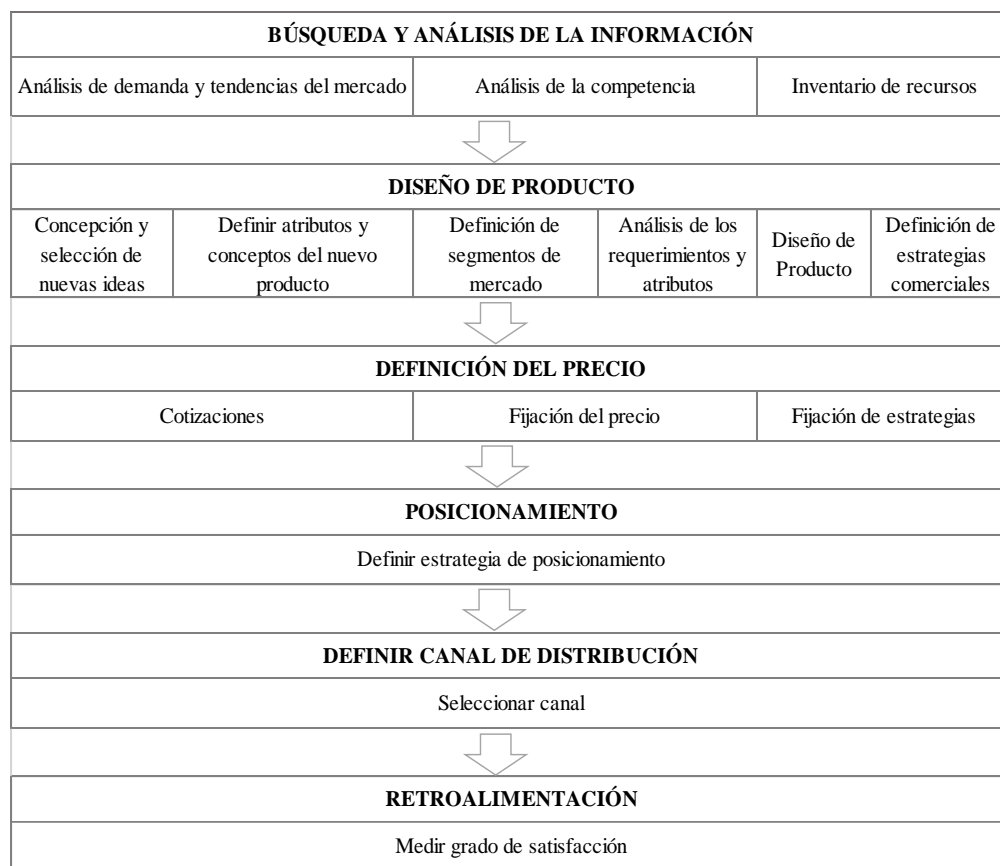 BÚSQUEDA Y ANÁLISIS DE LA INFORMACIÓN
Análisis de demanda y tendencias del mercado
Análisis de la competencia
Inventario de recursos
DISEÑO DE PRODUCTO
Concepción y
selección de
nuevas ideas
Definir atributos y
conceptos del nuevo
producto
Definición de
segmentos de
mercado
Análisis de los
requerimientos y
atributos
Diseño de
Producto
Definición de
estrategias
comerciales
DEFINICIÓN DEL PRECIO
Cotizaciones
Fijación del precio
Fijación de estrategias
POSICIONAMIENTO
Definir estrategia de posicionamiento
DEFINIR CANAL DE DISTRIBUCIÓN
Seleccionar canal
RETROALIMENTACIÓN
Medir grado de satisfacción